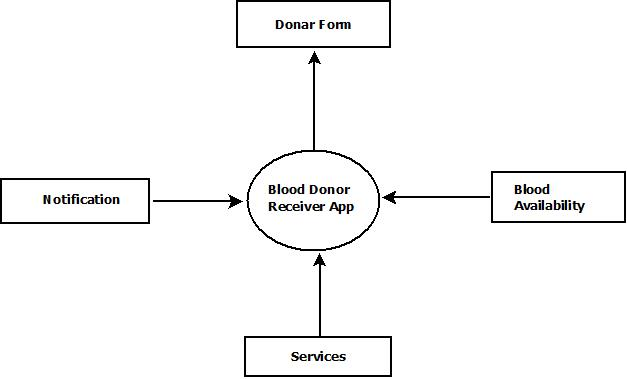 Donar Form
Notification
Blood Donor
Receiver App
Blood
Availability
Services